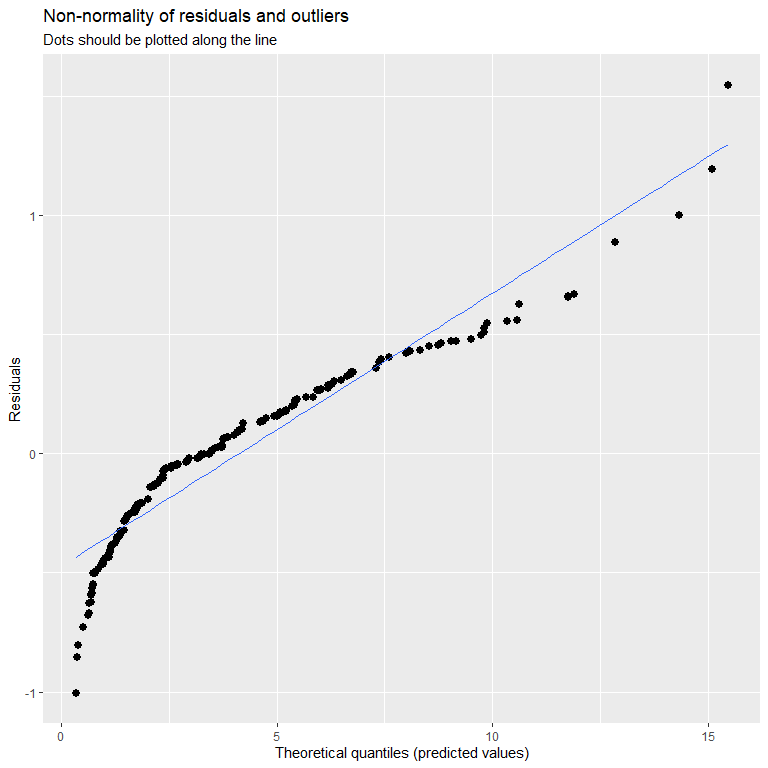 Non-normality of residuals and outliers
Dots should be plotted along the line
Residuals
1
0
-1
0
5
10
15
Theoretical quantiles (predicted values)